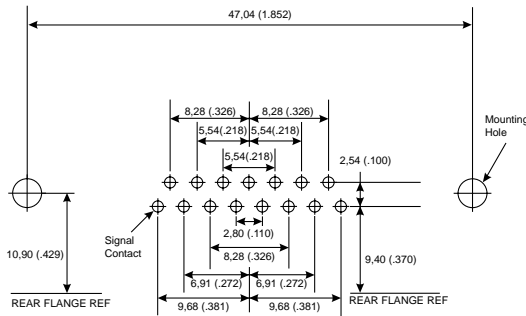 47,04 (1.852)
8,28 (.326) 8,28 (.326)
Mounting
Hole
5,54(.218) 5,54(.218)
5,54(.218)
2,54 (.100)
Signal
Contact
2,80 (.110)
10,90 (.429)
8,28 (.326)
9,40 (.370)
6,91 (.272) 6,91 (.272)
REAR FLANGE REF
REAR FLANGE REF
9,68 (.381) 9,68 (.381)